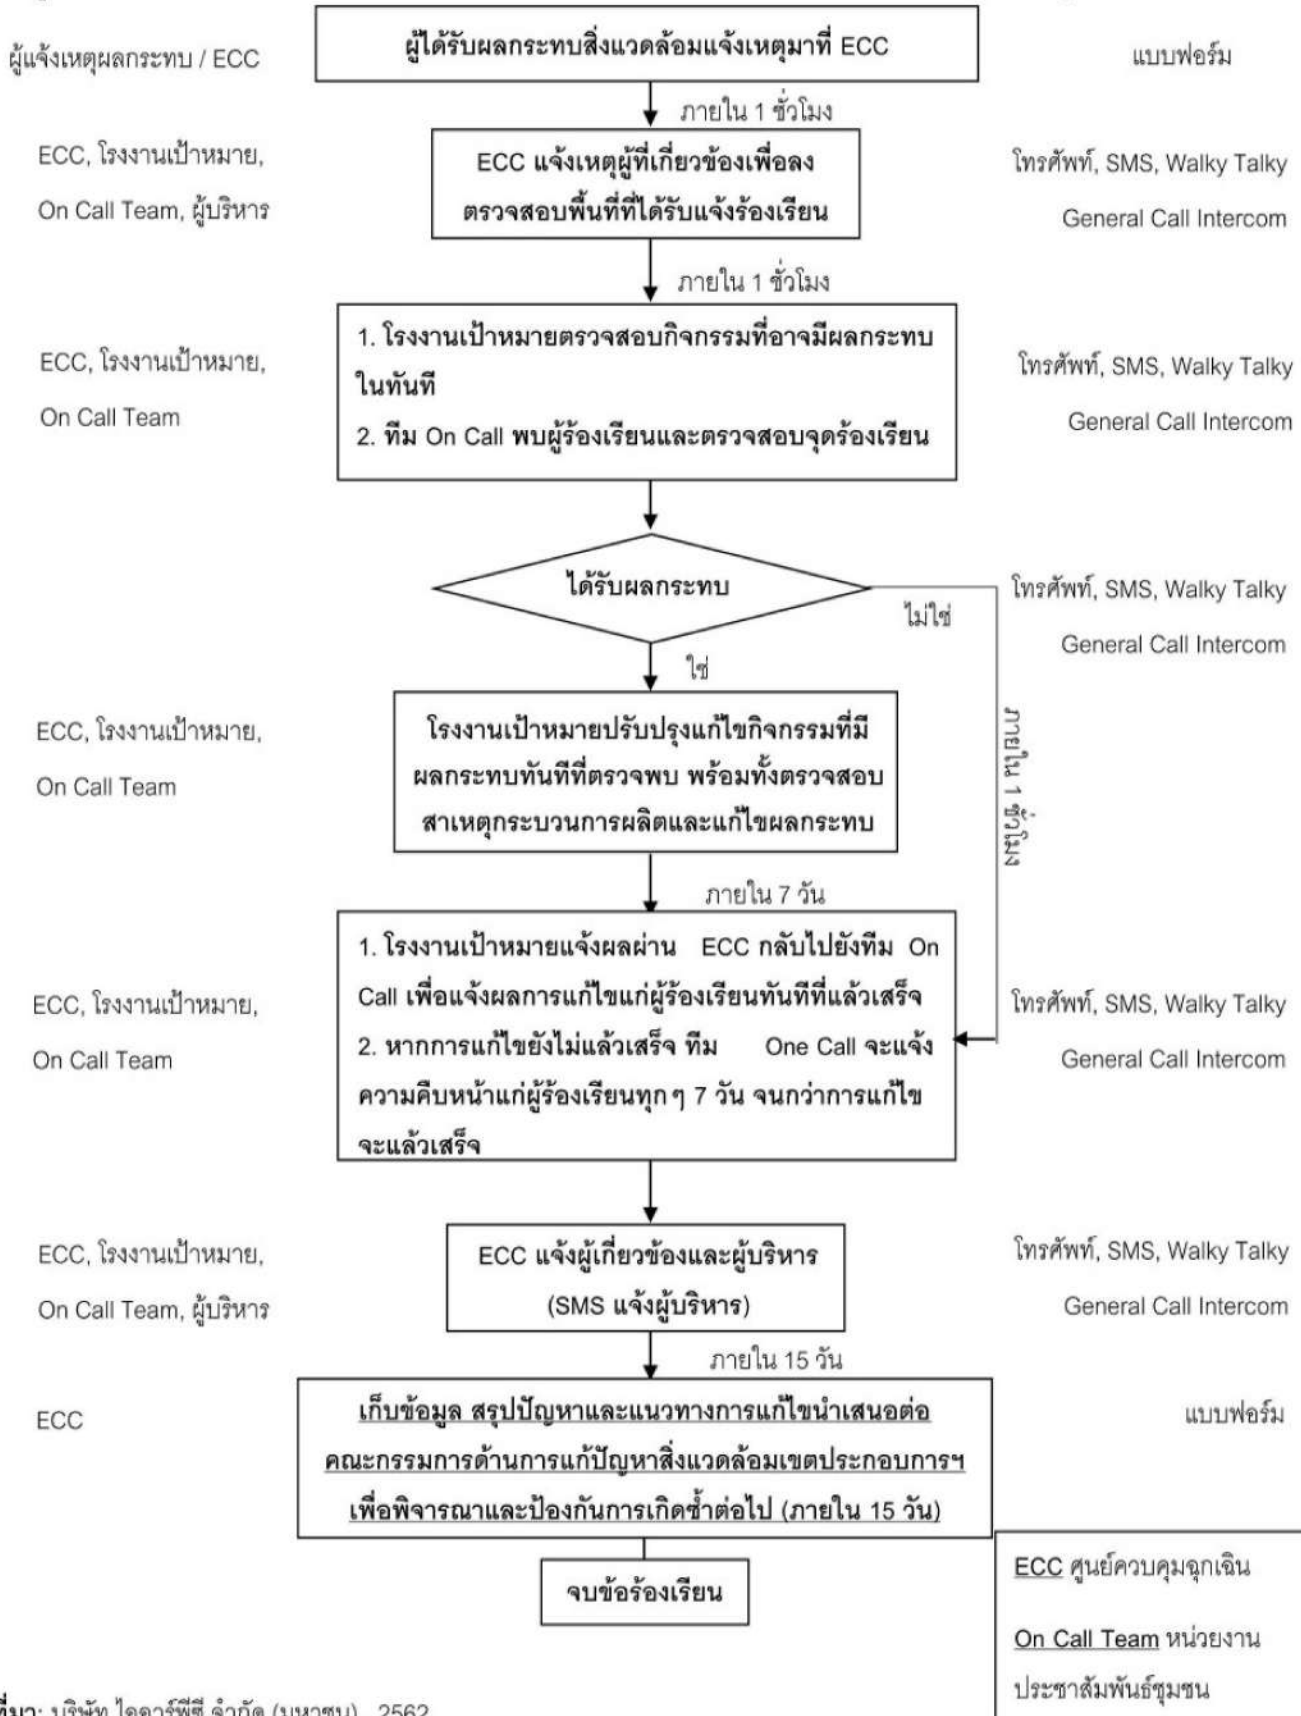 ผู้แจ้งเหตุผลกระทบ / ECC
ผู้ได้รับผลกระทบสิ่งแวดล้อมแจ้งเหตุมาที่ ECC
แบบฟอร์ม
ภายใน 1 ชั่วโมง
ECC, โรงงานเป้าหมาย,
On Call Team, ผู้บริหาร
ECC แจ้งเหตุผู้ที่เกี่ยวข้องเพื่อลง
ตรวจสอบพื้นที่ที่ได้รับแจ้งร้องเรียน
โทรศัพท์, SMS, Walky Talky
General Call Intercom
ภายใน 1 ชั่วโมง
ECC, โรงงานเป้าหมาย,
On Call Team
1. โรงงานเป้าหมายตรวจสอบกิจกรรมที่อาจมีผลกระทบ
ในทันที
2. ทีม On Call พบผู้ร้องเรียนและตรวจสอบจุดร้องเรียน
โทรศัพท์, SMS, Walky Talky
General Call Intercom
ได้รับผลกระทบ
ไม่ใช่
โทรศัพท์, SMS, Walky Talky
General Call Intercom
ใช่
ภายใน 1 ชั่วโมง
ECC, โรงงานเป้าหมาย,
On Call Team
โรงงานเป้าหมายปรับปรุงแก้ไขกิจกรรมที่มี
ผลกระทบทันทีที่ตรวจพบ พร้อมทั้งตรวจสอบ
สาเหตุกระบวนการผลิตและแก้ไขผลกระทบ
ภายใน 7 วัน
ECC, โรงงานเป้าหมาย,
On Call Team
1. โรงงานเป้าหมายแจ้งผลผ่าน ECC กลับไปยังทีม On
Call เพื่อแจ้งผลการแก้ไขแก่ผู้ร้องเรียนทันทีที่แล้วเสร็จ
2. หากการแก้ไขยังไม่แล้วเสร็จ ทีม One Call จะแจ้ง
ความคืบหน้าแก่ผู้ร้องเรียนทุกๆ 7 วัน จนกว่าการแก้ไข
จะแล้วเสร็จ
โทรศัพท์, SMS, Walky Talky
General Call Intercom
ECC, โรงงานเป้าหมาย,
On Call Team, ผู้บริหาร
ECC แจ้งผู้เกี่ยวข้องและผู้บริหาร
(SMS แจ้งผู้บริหาร)
โทรศัพท์, SMS, Walky Talky
General Call Intercom
ภายใน 15 วัน
ECC
เก็บข้อมูล สรุปปัญหาและแนวทางการแก้ไขนำเสนอต่อ
คณะกรรมการด้านการแก้ปัญหาสิ่งแวดล้อมเขตประกอบการฯ
เพื่อพิจารณาและป้องกันการเกิดซ้ำต่อไป (ภายใน 15 วัน)
แบบฟอร์ม
จบข้อร้องเรียน
ECC ศูนย์ควบคุมฉุกเฉิน
On Call Team หน่วยงาน
ประชาสัมพันธ์ชุมชน
ที่มา: บริษัท ไออาร์พีซี จำกัด (มหาชน), 2562